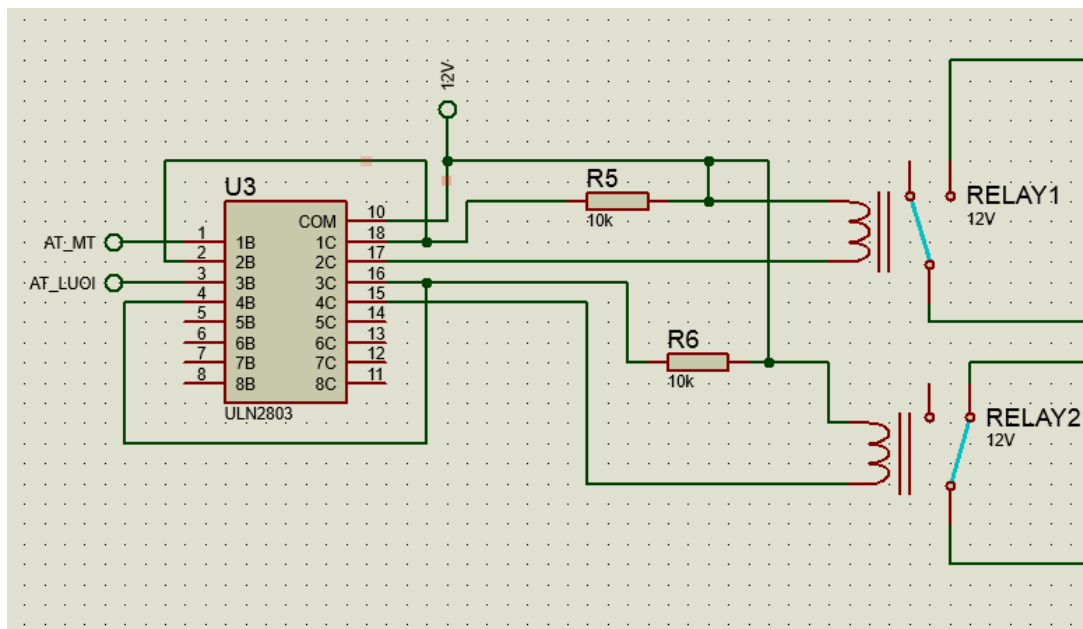 12V
U3
R5
10k
RELAY1
12V
AT_MT
AT_LUOI
1
2
3
4
5
6
7
8
1B
2B
3B
4B
5B
6B
7B
8B
COM
1C
2C
3C
4C
5C
6C
7C
8C
10
18
17
16
15
14
13
12
11
ULN2803
R6
10k
RELAY2
12V